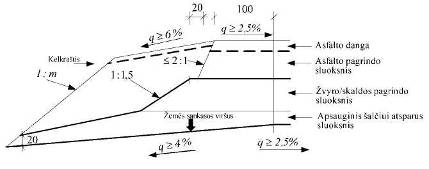 20
100
q ≥ 6%
q ≥ 2,5%
Asfalto danga
Kelkraštis
≤ 2:1
Asfalto pagrindo
sluoksnis
1 : m
1:1,5
Žvyro/skaldos pagrindo
sluoksnis
Žemės sankasos viršus
Apsauginis šalčiui atsparus
sluoksnis
20
q ≥ 4%
q ≥ 2,5%